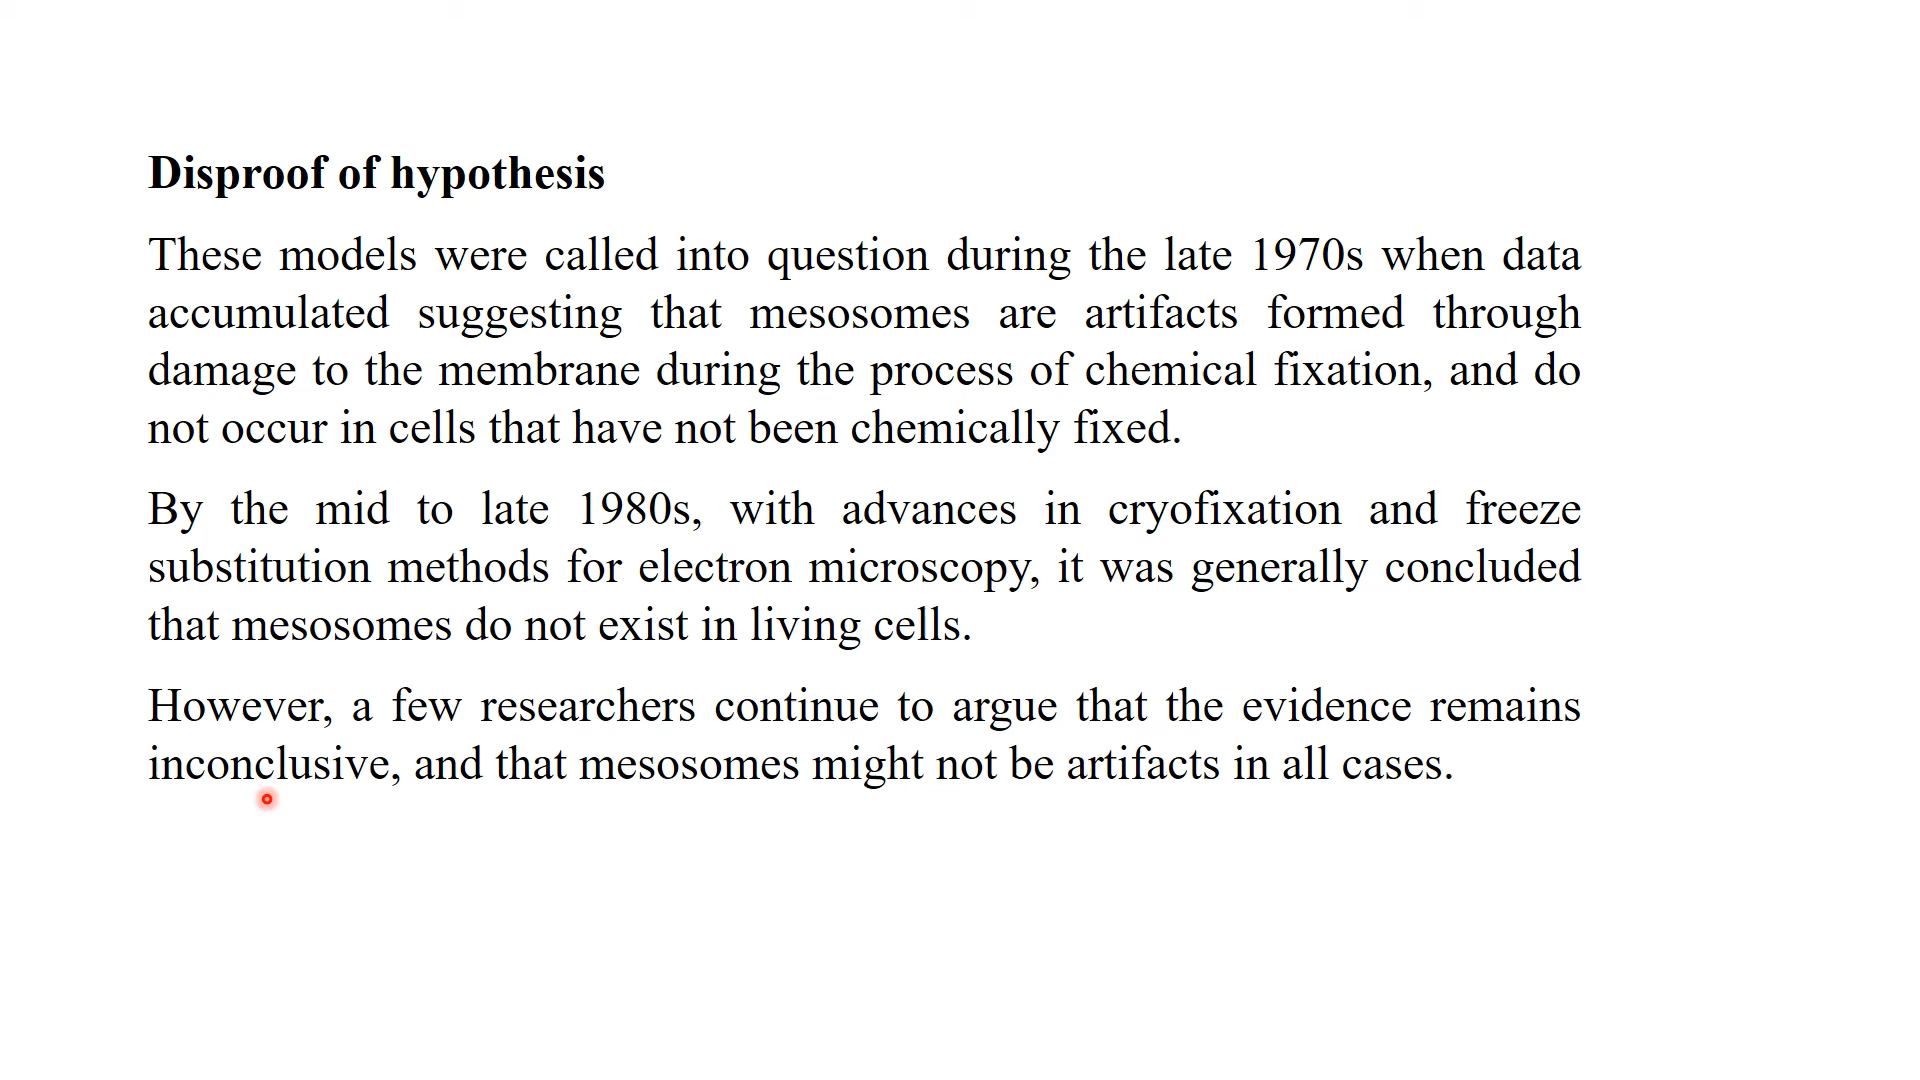 Disproof of hypothesis
These models were called into question during the late 1970s when data
accumulated suggesting that mesosomes are artifacts formed through
damage to the membrane during the process of chemical fixation, and do
not occur in cells that have not been chemically fixed.
By the mid to late 1980s, with advances in cryofixation and freeze
substitution methods for electron microscopy, it was generally concluded
that mesosomes do not exist in living cells.
However, a few researchers continue to argue that the evidence remains
inconclusive, and that mesosomes might not be artifacts in all cases.